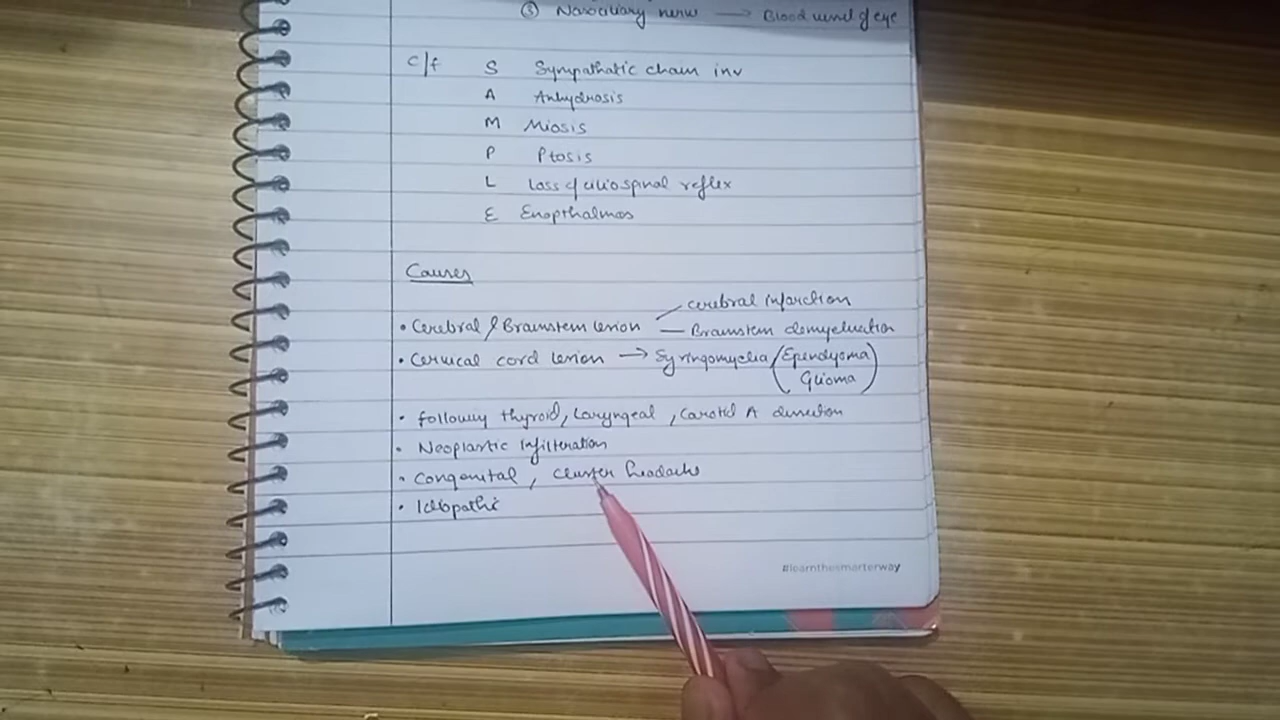 ③ Nasociliary nerve → Blood vessel of eye
c/f S Sympathatic chain inv
A Anhydrosis
M Miosis
P Ptosis
L Loss of ciliospinal reflex
E Enopthalmos
Causes
• Cerebral & Brainstem lesion cerebral infarction
— Brainstem demyelination
• Cervical cord lesion → Syringomyelia (Ependyoma
Glioma)
• following thyroid, Laryngeal, Carotid A dissection
• Neoplastic Infilteration
• Congenital, cluster headache
• Idiopathic
#learnthesmarterway